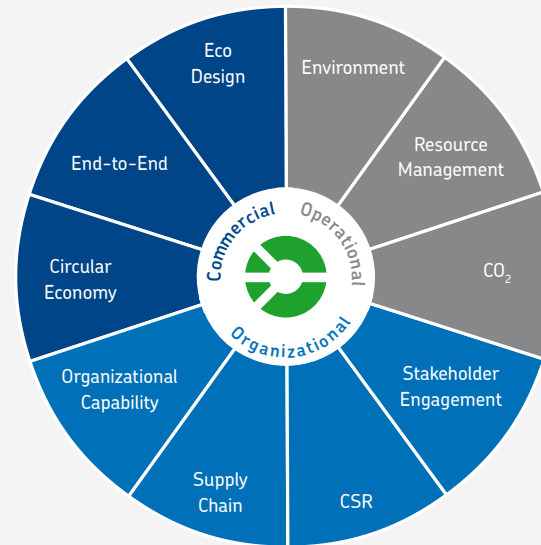 Eco
Design
Environment
Resource
Management
CO₂
Stakeholder
Engagement
CSR
Supply
Chain
Organizational
Capability
Circular
Economy
End-to-End
Commercial
Operational
Organizational